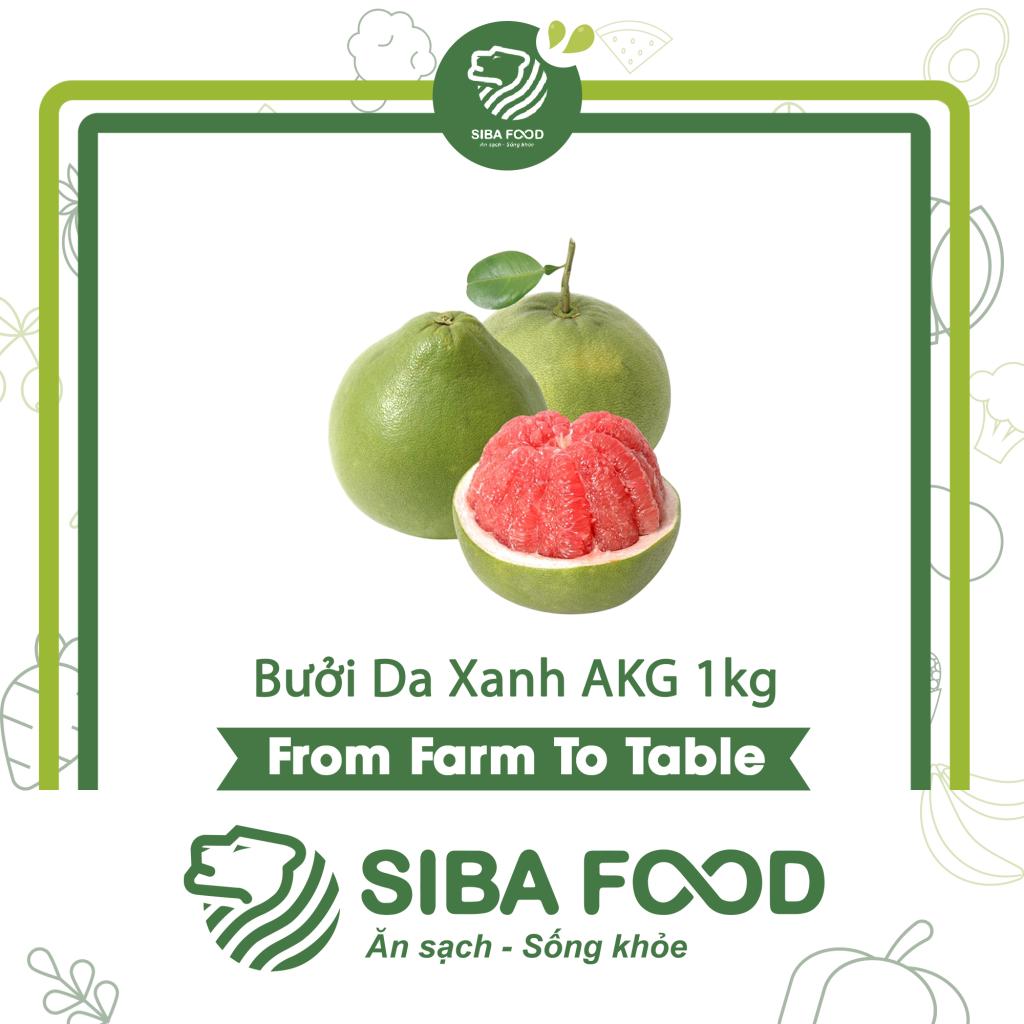 SIBA FOOD
Ăn sạch - Sống khỏe
Bưởi Da Xanh AKG 1kg
From Farm To Table
SIBA FOOD
Ăn sạch - Sống khỏe